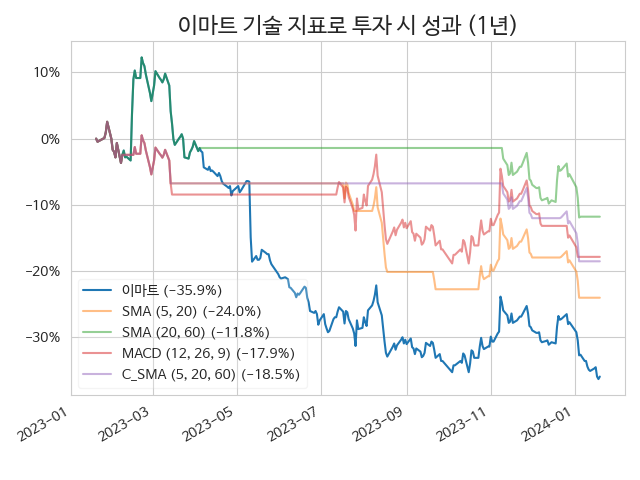 이마트 기술 지표로 투자 시 성과 (1년)
10%
0%
−10%
−20%
−30%
이마트 (−35.9%)
SMA (5, 20) (−24.0%)
SMA (20, 60) (−11.8%)
MACD (12, 26, 9) (−17.9%)
C_SMA (5, 20, 60) (−18.5%)
2023−01
2023−03
2023−05
2023−07
2023−09
2023−11
2024−01